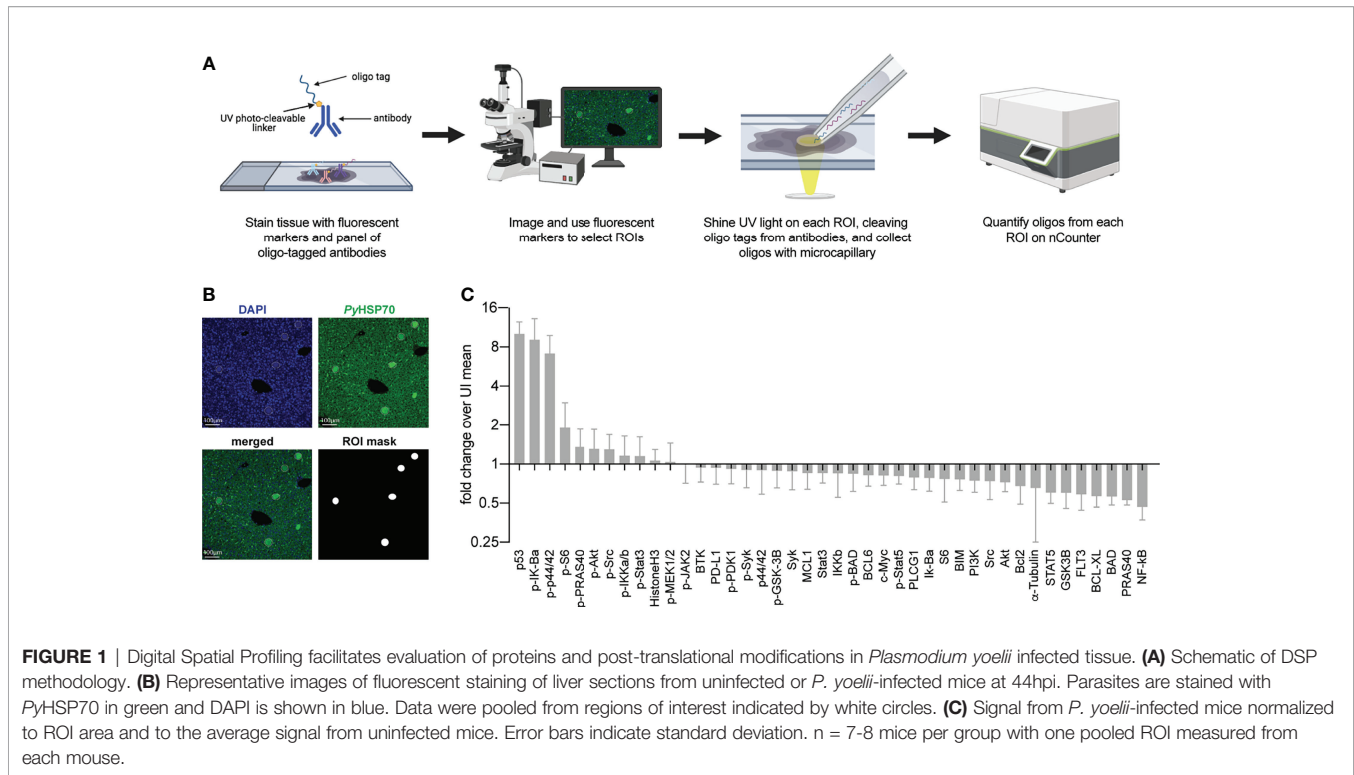 A
oligo tag
UV photo-cleavable
linker
antibody
Stain tissue with fluorescent
markers and panel of
oligo-tagged antibodies
Image and use fluorescent
markers to select ROIs
Shine UV light on each ROI, cleaving
oligo tags from antibodies, and collect
oligos with microcapillary
Quantify oligos from each
ROI on nCounter
B
DAPI
PyHSP70
400µm
400µm
merged
ROI mask
400µm
C
fold change over UI mean
16
8
4
2
1
0.5
0.25
p53
p-IK-Ba
p-p44/42
p-S6
p-PRAS40
p-Akt
p-Src
p-IKKa/b
p-Stat3
HistoneH3
p-MEK1/2
p-JAK2
BTK
PD-L1
p-PDK1
p-Syk
p44/42
p-GSK-3B
Syk
MCL1
Stat3
IKKb
p-BAD
BCL6
c-Myc
p-Stat5
PLCG1
Ik-Ba
S6
BIM
PI3K
Src
Akt
Bcl2
α-Tubulin
STAT5
GSK3B
FLT3
BCL-XL
BAD
PRAS40
NF-kB
FIGURE 1 | Digital Spatial Profiling facilitates evaluation of proteins and post-translational modifications in Plasmodium yoelii infected tissue. (A) Schematic of DSP
methodology. (B) Representative images of fluorescent staining of liver sections from uninfected or P. yoelii-infected mice at 44hpi. Parasites are stained with
PyHSP70 in green and DAPI is shown in blue. Data were pooled from regions of interest indicated by white circles. (C) Signal from P. yoelii-infected mice normalized
to ROI area and to the average signal from uninfected mice. Error bars indicate standard deviation. n = 7-8 mice per group with one pooled ROI measured from
each mouse.